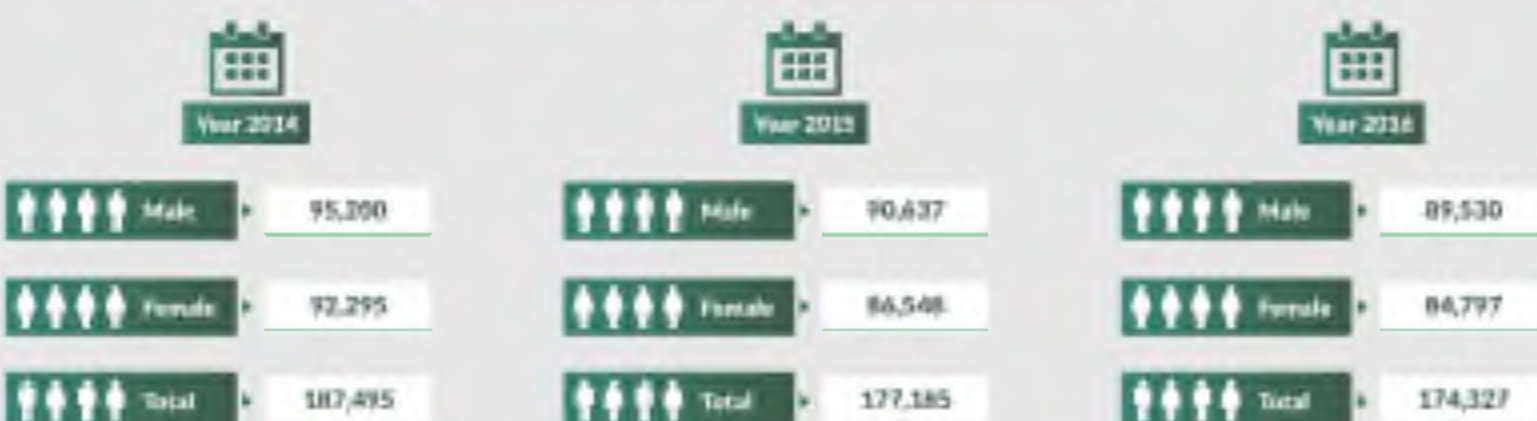 Year 2014 Year 2015 Year 2016
Male 95,200 Male 90,637 Male 89,530
Female 92,295 Female 86,548 Female 84,797
Total 187,495 Total 177,185 Total 174,327